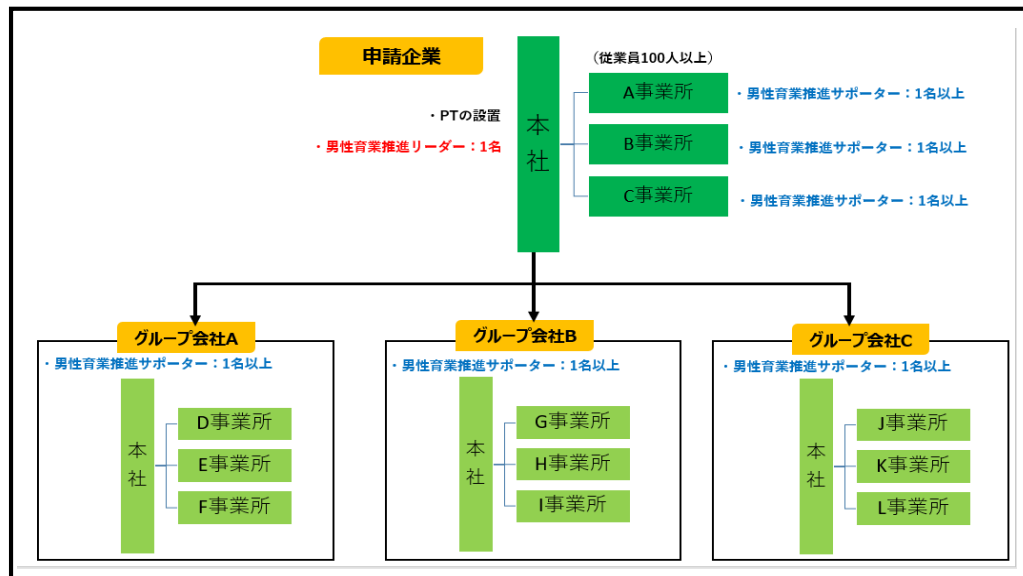 申請企業
(従業員100人以上)
・PTの設置
・男性育業推進リーダー：1名
本社
A事業所
・男性育業推進サポーター：1名以上
B事業所
・男性育業推進サポーター：1名以上
C事業所
・男性育業推進サポーター：1名以上
グループ会社A
・男性育業推進サポーター：1名以上
本社
D事業所
E事業所
F事業所
グループ会社B
・男性育業推進サポーター：1名以上
本社
G事業所
H事業所
I事業所
グループ会社C
・男性育業推進サポーター：1名以上
本社
J事業所
K事業所
L事業所